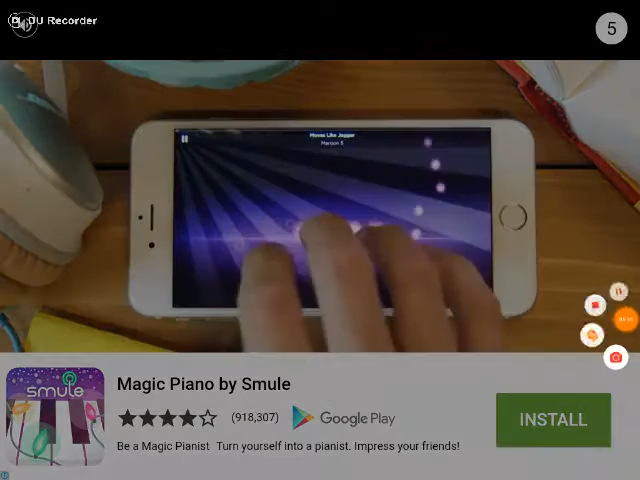 DU Recorder
5
Moves Like Jagger
Maroon 5
smule
Magic Piano by Smule
(918,307)
Google Play
INSTALL
Be a Magic Pianist Turn yourself into a pianist. Impress your friends!